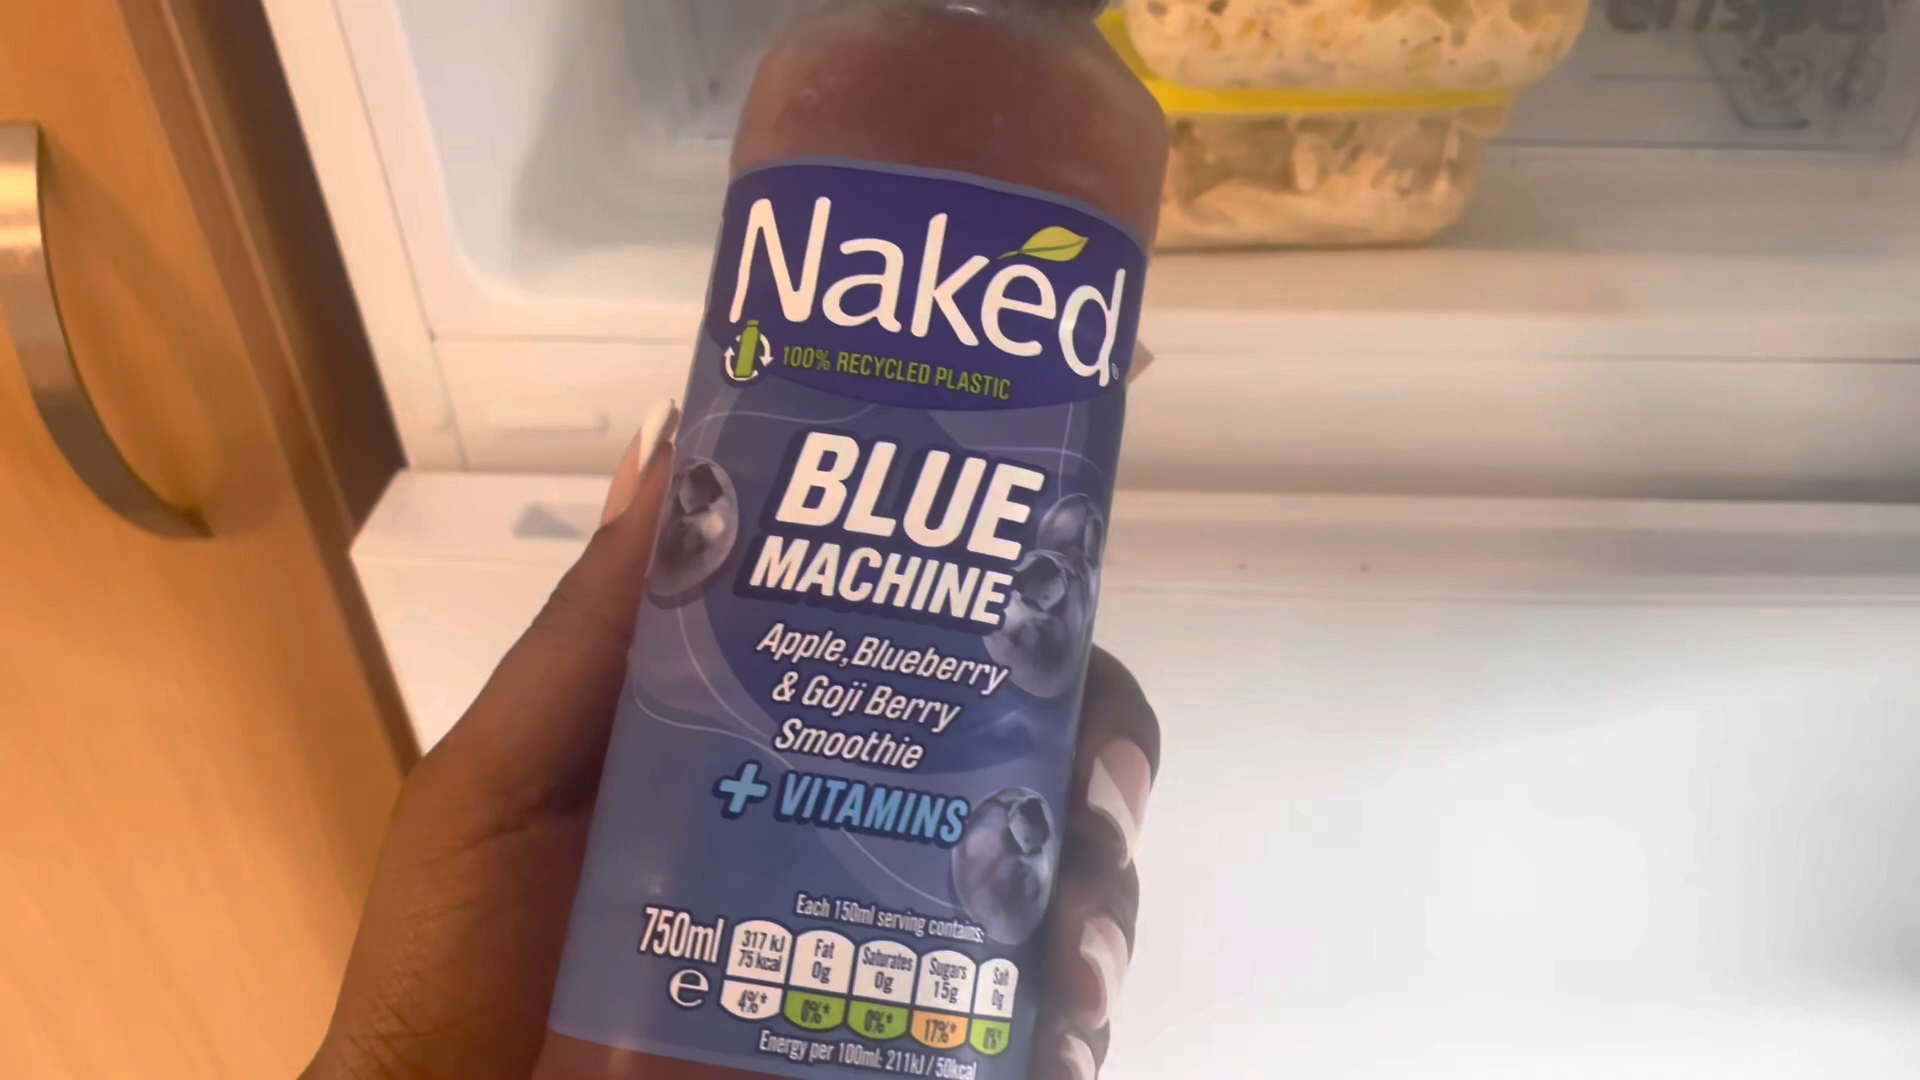 crisper
Naked®
100% RECYCLED PLASTIC
BLUE
MACHINE
Apple, Blueberry
& Goji Berry
Smoothie
+ VITAMINS
Each 150ml serving contains:
750ml
e
317 kJ
75 kcal
4%*
Fat
0g
0%*
Saturates
0g
0%*
Sugars
15g
17%*
Salt
0g
0%*
Energy per 100ml: 211kJ / 50kcal